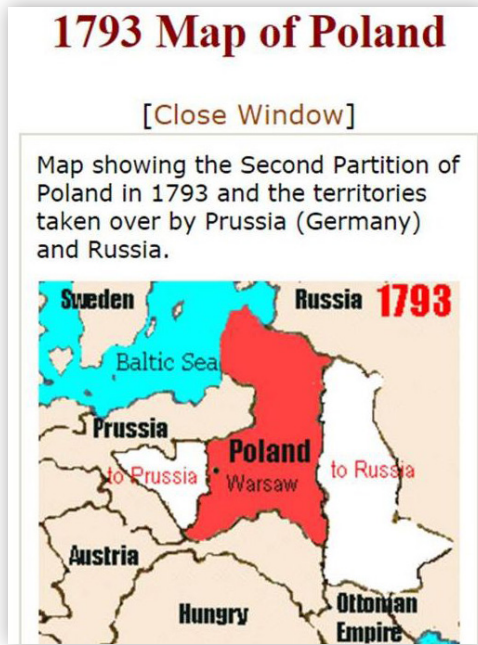 1793 Map of Poland
[Close Window]
Map showing the Second Partition of
Poland in 1793 and the territories
taken over by Prussia (Germany)
and Russia.
Sweden
Russia 1793
Baltic Sea
Prussia
to Prussia
Poland
Warsaw
to Russia
Austria
Hungry
Ottoman
Empire